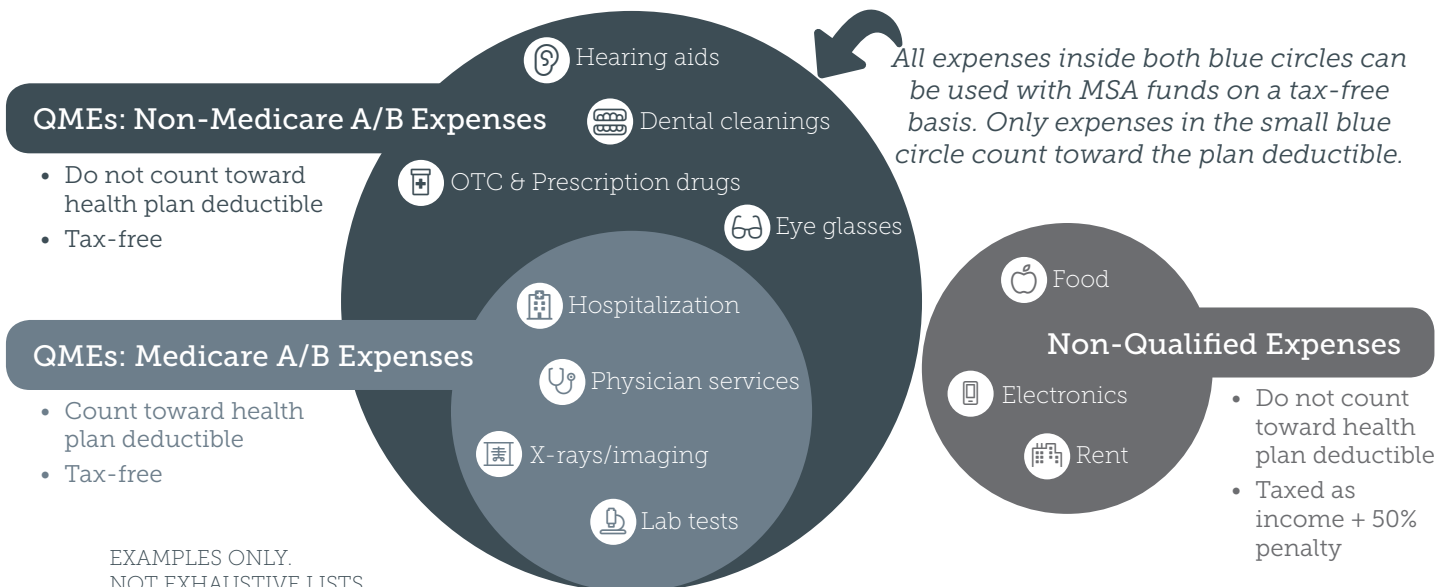 Hearing aids
Dental cleanings
OTC & Prescription drugs
Eye glasses
QMEs: Non-Medicare A/B Expenses
• Do not count toward
health plan deductible
• Tax-free
All expenses inside both blue circles can
be used with MSA funds on a tax-free
basis. Only expenses in the small blue
circle count toward the plan deductible.
Hospitalization
Physician services
X-rays/imaging
Lab tests
QMEs: Medicare A/B Expenses
• Count toward health
plan deductible
• Tax-free
Food
Non-Qualified Expenses
Electronics
Rent
• Do not count
toward health
plan deductible
• Taxed as
income + 50%
penalty
EXAMPLES ONLY.
NOT EXHAUSTIVE LISTS